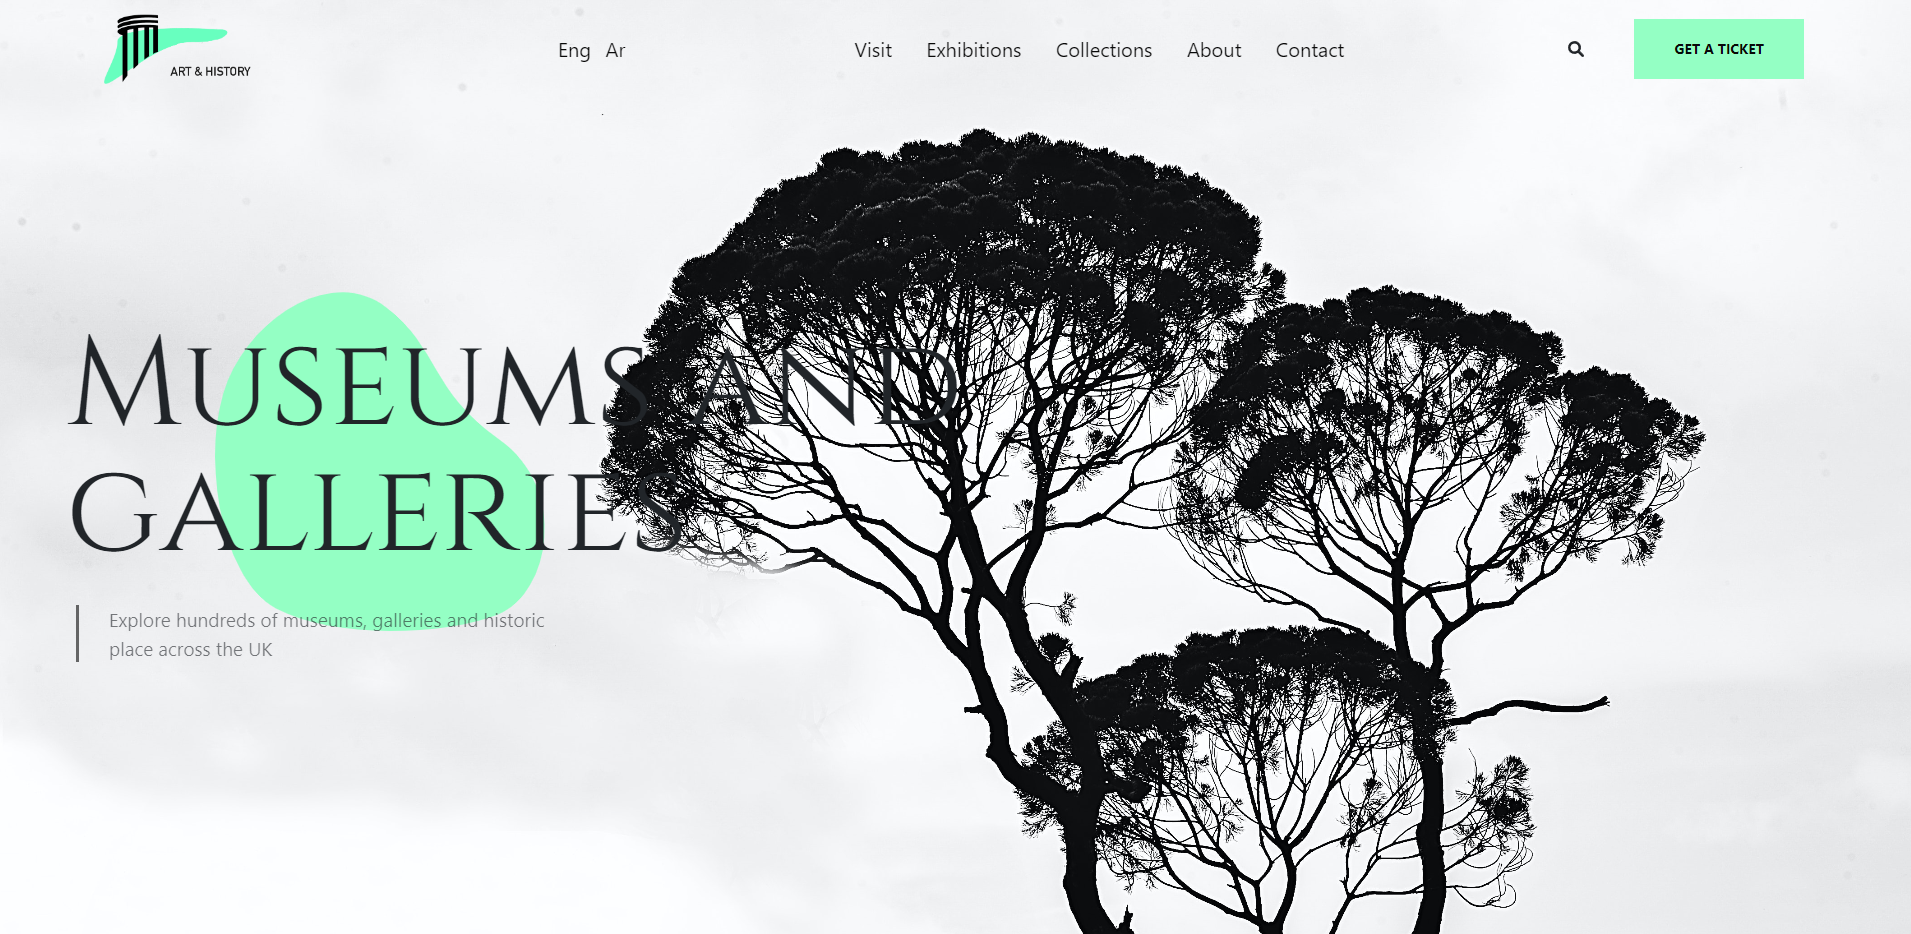 ART & HISTORY
Eng Ar
Visit Exhibitions Collections About Contact
GET A TICKET
MUSEUMS AND
GALLERIES
Explore hundreds of museums, galleries and historic
place across the UK